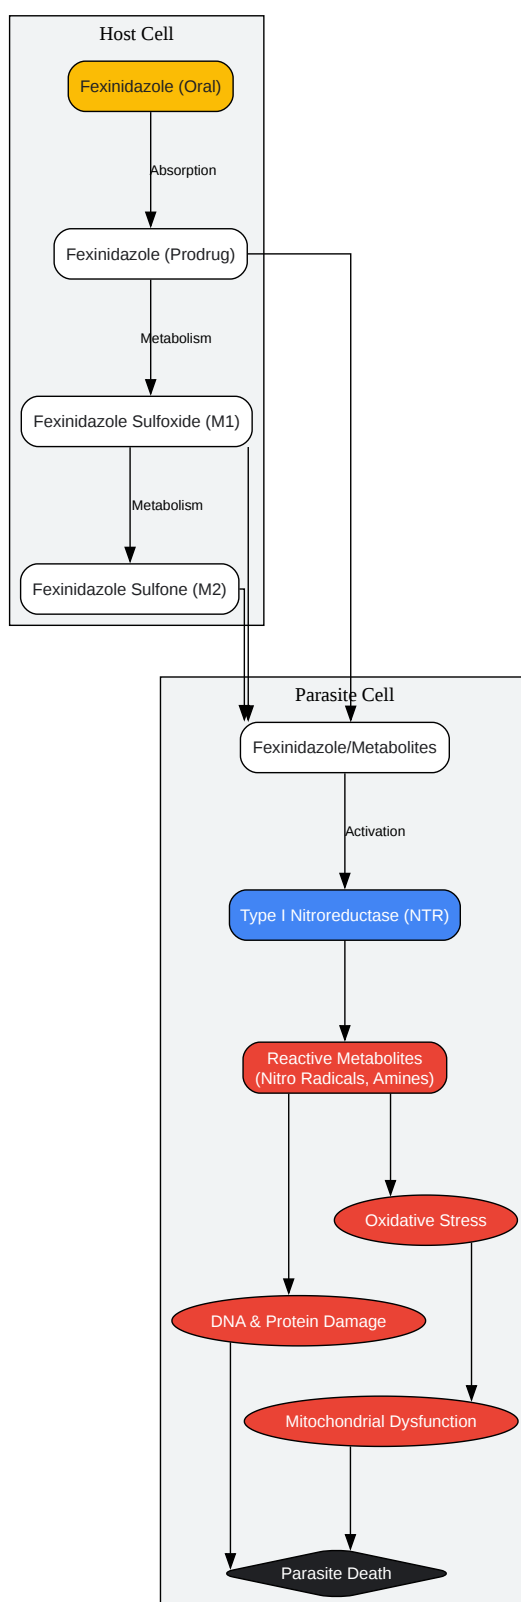 Host Cell
Fexinidazole (Oral)
Absorption
Fexinidazole (Prodrug)
Metabolism
Fexinidazole Sulfoxide (M1)
Metabolism
Fexinidazole Sulfone (M2)
Parasite Cell
Fexinidazole/Metabolites
Activation
Type I Nitroreductase (NTR)
Reactive Metabolites
(Nitro Radicals, Amines)
Oxidative Stress
DNA & Protein Damage
Mitochondrial Dysfunction
Parasite Death